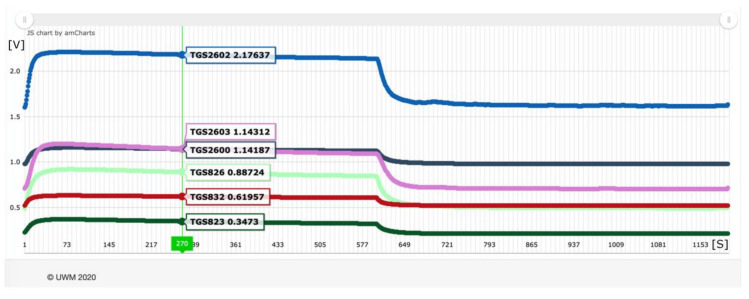 JS chart by amCharts
[V]
TGS2602 2.17637
2.0
1.5
TGS2603 1.14312
TGS2600 1.14187
1.0
TGS826 0.88724
TGS832 0.61957
0.5
TGS823 0.3473
1 73 145 217 270 89 361 433 505 577 649 721 793 865 937 1009 1081 1153 [S]
© UWM 2020